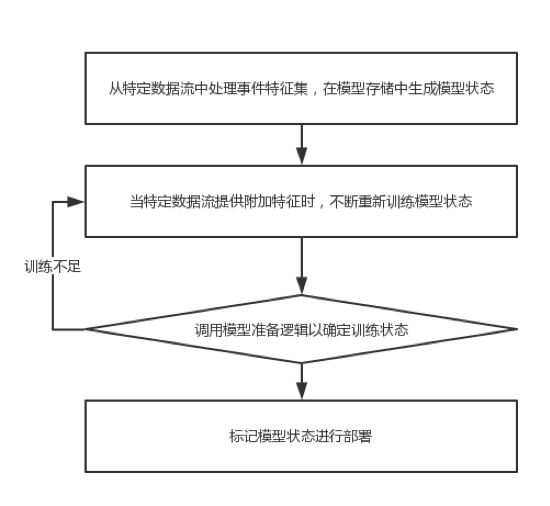 从特定数据流中处理事件特征集，在模型存储中生成模型状态
当特定数据流提供附加特征时，不断重新训练模型状态
训练不足
调用模型准备逻辑以确定训练状态
标记模型状态进行部署